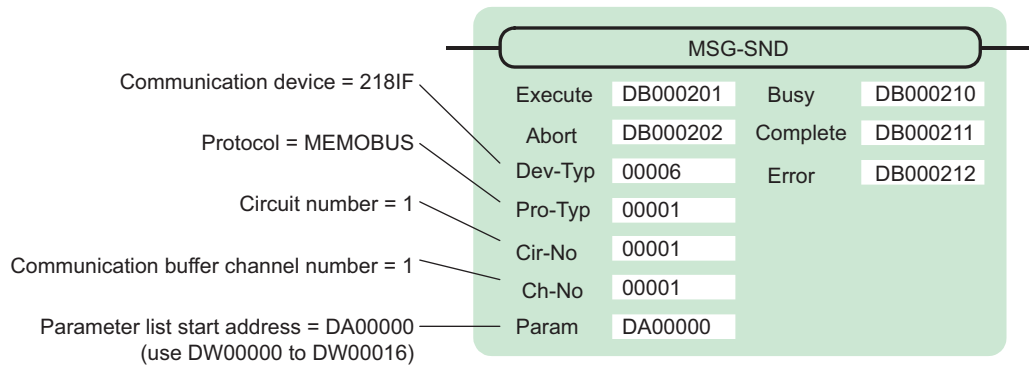 MSG-SND
Communication device = 218IF
Execute DB000201 Busy DB000210
Protocol = MEMOBUS
Abort DB000202 Complete DB000211
Dev-Typ 00006 Error DB000212
Circuit number = 1
Pro-Typ 00001
Cir-No 00001
Communication buffer channel number = 1
Ch-No 00001
Parameter list start address = DA00000
(use DW00000 to DW00016)
Param DA00000